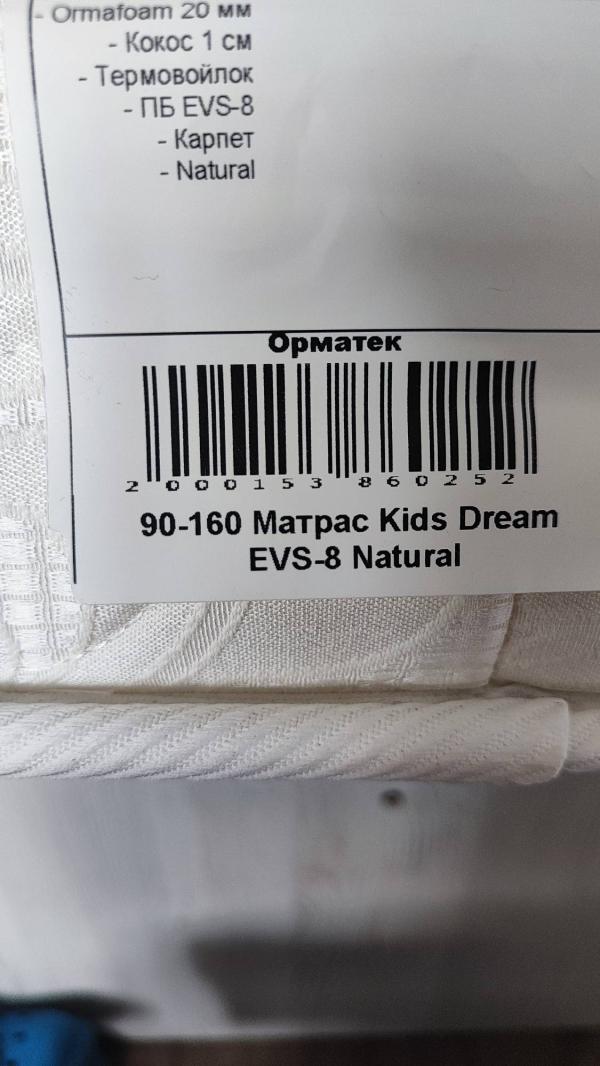 - Ormafoam 20 мм
- Кокос 1 см
- Термовойлок
- ПБ EVS-8
- Карпет
- Natural
Орматек
2 000153 860252
90-160 Матрас Kids Dream
EVS-8 Natural